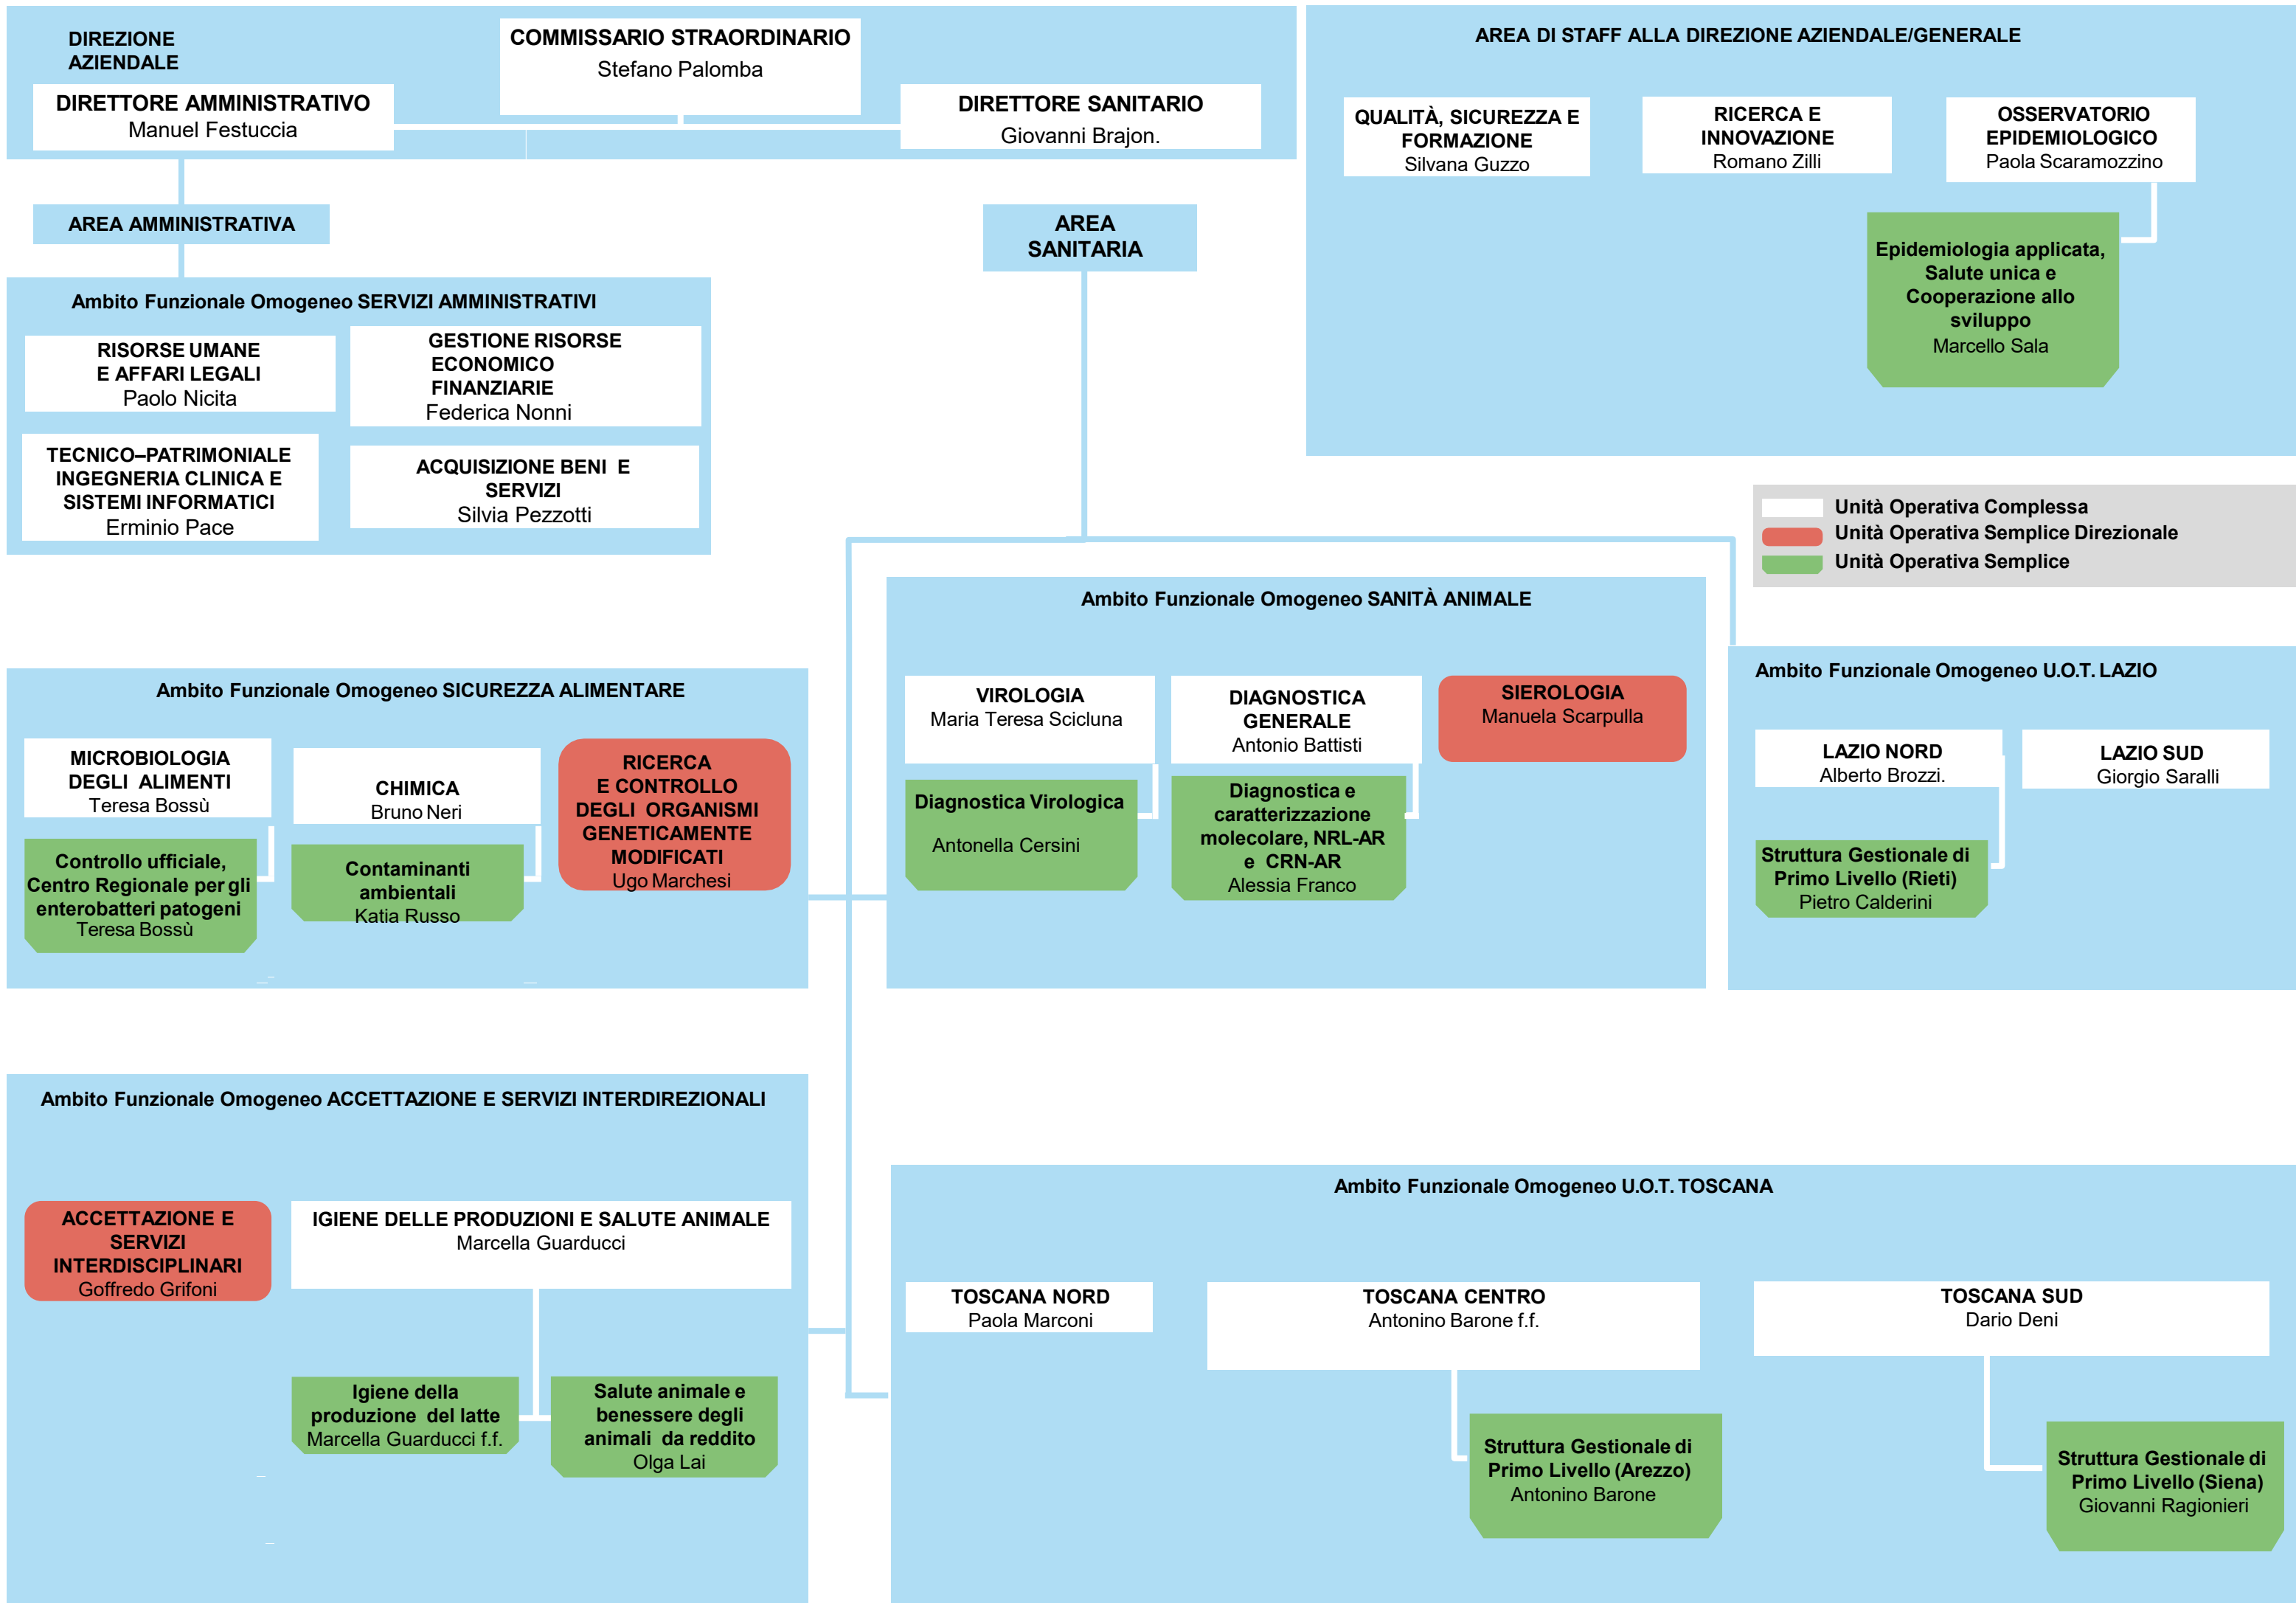 DIREZIONE
AZIENDALE
COMMISSARIO STRAORDINARIO
Stefano Palomba
DIRETTORE AMMINISTRATIVO
Manuel Festuccia
DIRETTORE SANITARIO
Giovanni Brajon.
AREA DI STAFF ALLA DIREZIONE AZIENDALE/GENERALE
QUALITÀ, SICUREZZA E
FORMAZIONE
Silvana Guzzo
RICERCA E
INNOVAZIONE
Romano Zilli
OSSERVATORIO
EPIDEMIOLOGICO
Paola Scaramozzino
Epidemiologia applicata,
Salute unica e
Cooperazione allo
sviluppo
Marcello Sala
AREA AMMINISTRATIVA
AREA
SANITARIA
Ambito Funzionale Omogeneo SERVIZI AMMINISTRATIVI
RISORSE UMANE
E AFFARI LEGALI
Paolo Nicita
GESTIONE RISORSE
ECONOMICO
FINANZIARIE
Federica Nonni
TECNICO–PATRIMONIALE
INGEGNERIA CLINICA E
SISTEMI INFORMATICI
Erminio Pace
ACQUISIZIONE BENI E
SERVIZI
Silvia Pezzotti
Unità Operativa Complessa
Unità Operativa Semplice Direzionale
Unità Operativa Semplice
Ambito Funzionale Omogeneo SICUREZZA ALIMENTARE
MICROBIOLOGIA
DEGLI ALIMENTI
Teresa Bossù
CHIMICA
Bruno Neri
RICERCA
E CONTROLLO
DEGLI ORGANISMI
GENETICAMENTE
MODIFICATI
Ugo Marchesi
Controllo ufficiale,
Centro Regionale per gli
enterobatteri patogeni
Teresa Bossù
Contaminanti
ambientali
Katia Russo
Ambito Funzionale Omogeneo SANITÀ ANIMALE
VIROLOGIA
Maria Teresa Scicluna
DIAGNOSTICA
GENERALE
Antonio Battisti
SIEROLOGIA
Manuela Scarpulla
Diagnostica Virologica
Antonella Cersini
Diagnostica e
caratterizzazione
molecolare, NRL-AR
e CRN-AR
Alessia Franco
Ambito Funzionale Omogeneo U.O.T. LAZIO
LAZIO NORD
Alberto Brozzi.
LAZIO SUD
Giorgio Saralli
Struttura Gestionale di
Primo Livello (Rieti)
Pietro Calderini
Ambito Funzionale Omogeneo ACCETTAZIONE E SERVIZI INTERDIREZIONALI
ACCETTAZIONE E
SERVIZI
INTERDISCIPLINARI
Goffredo Grifoni
IGIENE DELLE PRODUZIONI E SALUTE ANIMALE
Marcella Guarducci
Igiene della
produzione del latte
Marcella Guarducci f.f.
Salute animale e
benessere degli
animali da reddito
Olga Lai
Ambito Funzionale Omogeneo U.O.T. TOSCANA
TOSCANA NORD
Paola Marconi
TOSCANA CENTRO
Antonino Barone f.f.
TOSCANA SUD
Dario Deni
Struttura Gestionale di
Primo Livello (Arezzo)
Antonino Barone
Struttura Gestionale di
Primo Livello (Siena)
Giovanni Ragionieri